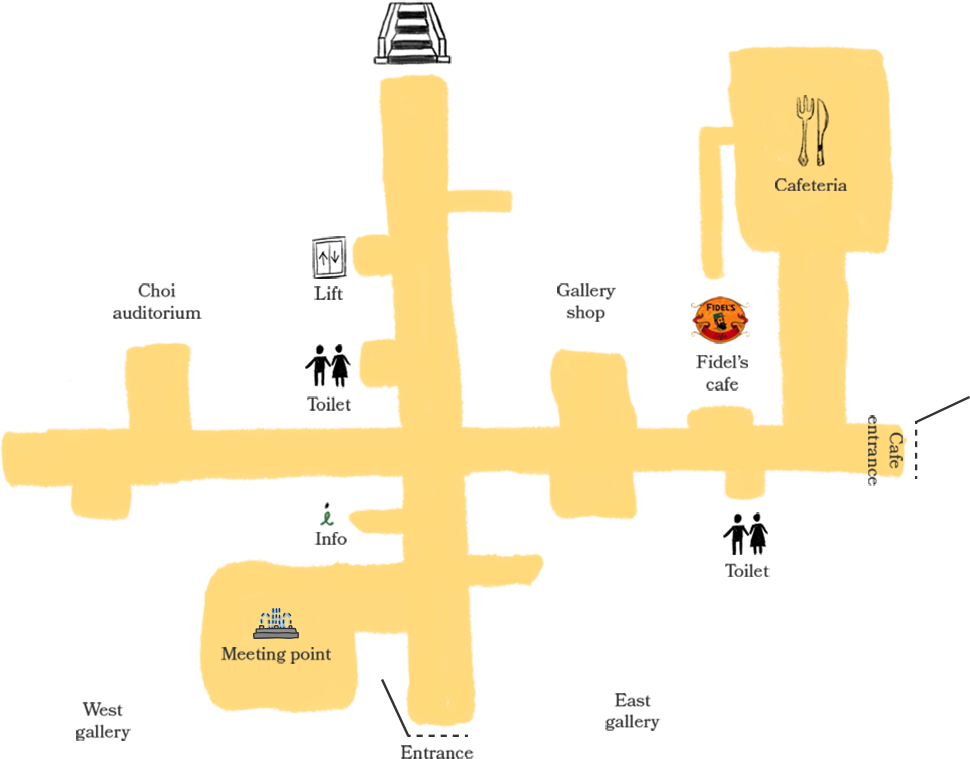 Cafeteria
Lift
Choi
auditorium
Gallery
shop
FIDEL'S
Fidel's
cafe
Toilet
Cafe
entrance
Info
Toilet
Meeting point
West
gallery
East
gallery
Entrance